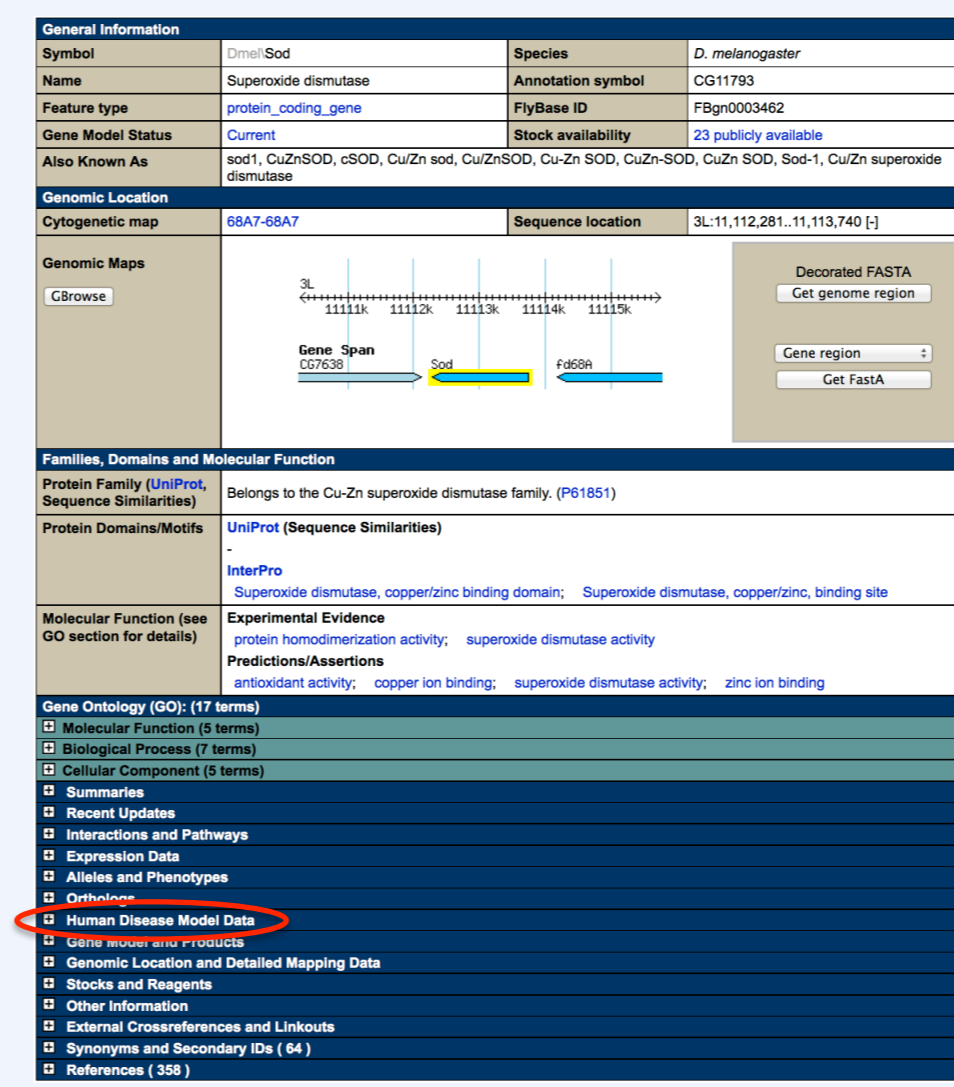 General Information
Symbol Dmel\Sod Species D. melanogaster
Name Superoxide dismutase Annotation symbol CG11793
Feature type protein_coding_gene FlyBase ID FBgn0003462
Gene Model Status Current Stock availability 23 publicly available
Also Known As sod1, CuZnSOD, cSOD, Cu/Zn sod, Cu/ZnSOD, Cu-Zn SOD, CuZn-SOD, CuZn SOD, Sod-1, Cu/Zn superoxide
dismutase
Genomic Location
Cytogenetic map 68A7-68A7 Sequence location 3L:11,112,281..11,113,740 [-]
Genomic Maps
GBrowse
3L
11111k 11112k 11113k 11114k 11115k
Gene Span
CG7638 Sod fd68A
Decorated FASTA
Get genome region
Gene region
Get FastA
Families, Domains and Molecular Function
Protein Family (UniProt,
Sequence Similarities)
Belongs to the Cu-Zn superoxide dismutase family. (P61851)
Protein Domains/Motifs
UniProt (Sequence Similarities)
-
InterPro
Superoxide dismutase, copper/zinc binding domain; Superoxide dismutase, copper/zinc, binding site
Molecular Function (see
GO section for details)
Experimental Evidence
protein homodimerization activity; superoxide dismutase activity
Predictions/Assertions
antioxidant activity; copper ion binding; superoxide dismutase activity; zinc ion binding
Gene Ontology (GO): (17 terms)
Molecular Function (5 terms)
Biological Process (7 terms)
Cellular Component (5 terms)
Summaries
Recent Updates
Interactions and Pathways
Expression Data
Alleles and Phenotypes
Orthologs
Human Disease Model Data
Gene Model and Products
Genomic Location and Detailed Mapping Data
Stocks and Reagents
Other Information
External Crossreferences and Linkouts
Synonyms and Secondary IDs ( 64 )
References ( 358 )